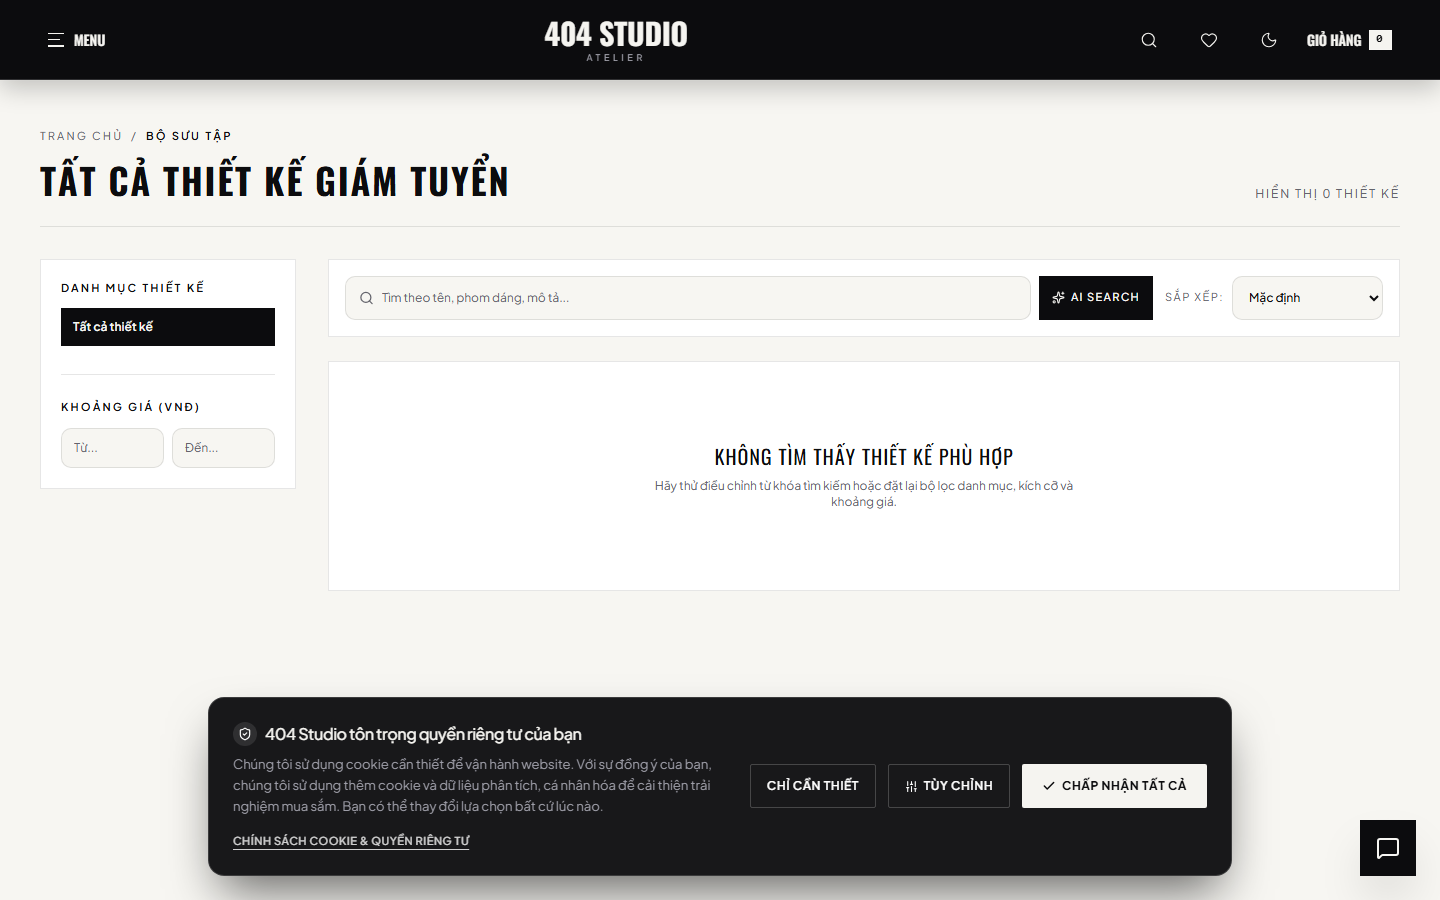 MENU
404 STUDIO
ATELIER
GIỎ HÀNG 0
TRANG CHỦ / BỘ SƯU TẬP
TẤT CẢ THIẾT KẾ GIÁM TUYỂN
HIỂN THỊ 0 THIẾT KẾ
DANH MỤC THIẾT KẾ
Tất cả thiết kế
KHOẢNG GIÁ (VNĐ)
Từ...
Đến...
Tìm theo tên, phom dáng, mô tả...
AI SEARCH
SẮP XẾP:
Mặc định
KHÔNG TÌM THẤY THIẾT KẾ PHÙ HỢP
Hãy thử điều chỉnh từ khóa tìm kiếm hoặc đặt lại bộ lọc danh mục, kích cỡ và
khoảng giá.
404 Studio tôn trọng quyền riêng tư của bạn
Chúng tôi sử dụng cookie cần thiết để vận hành website. Với sự đồng ý của bạn,
chúng tôi sử dụng thêm cookie và dữ liệu phân tích, cá nhân hóa để cải thiện trải
nghiệm mua sắm. Bạn có thể thay đổi lựa chọn bất cứ lúc nào.
CHÍNH SÁCH COOKIE & QUYỀN RIÊNG TƯ
CHỈ CẦN THIẾT
TÙY CHỈNH
CHẤP NHẬN TẤT CẢ